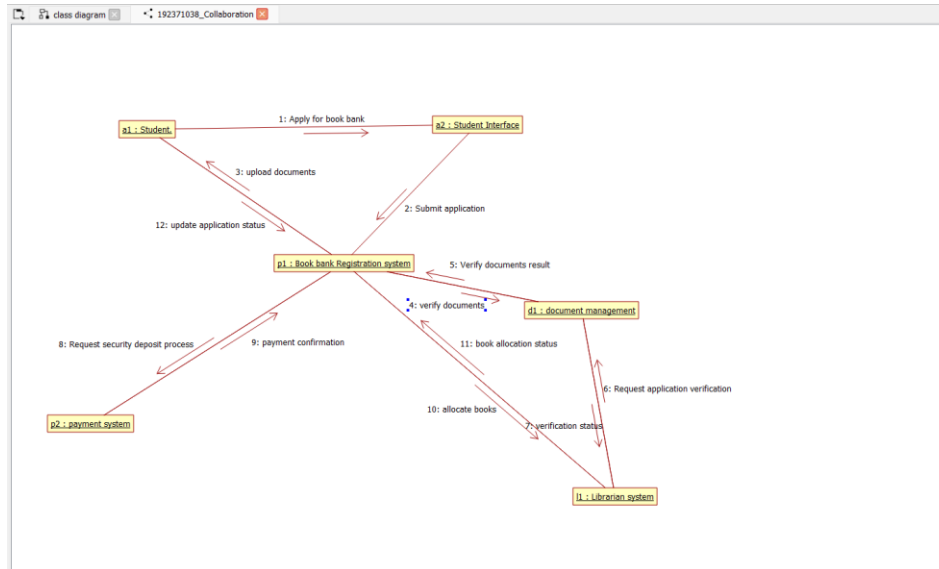 class diagram
192371038_Collaboration
1: Apply for book bank
a1 : Student.
a2 : Student Interface
3: upload documents
2: Submit application
12: update application status
p1 : Book bank Registration system
5: Verify documents result
4: verify documents
d1 : document management
8: Request security deposit process
9: payment confirmation
11: book allocation status
6: Request application verification
10: allocate books
7: verification status
p2 : payment system
l1 : Librarian system